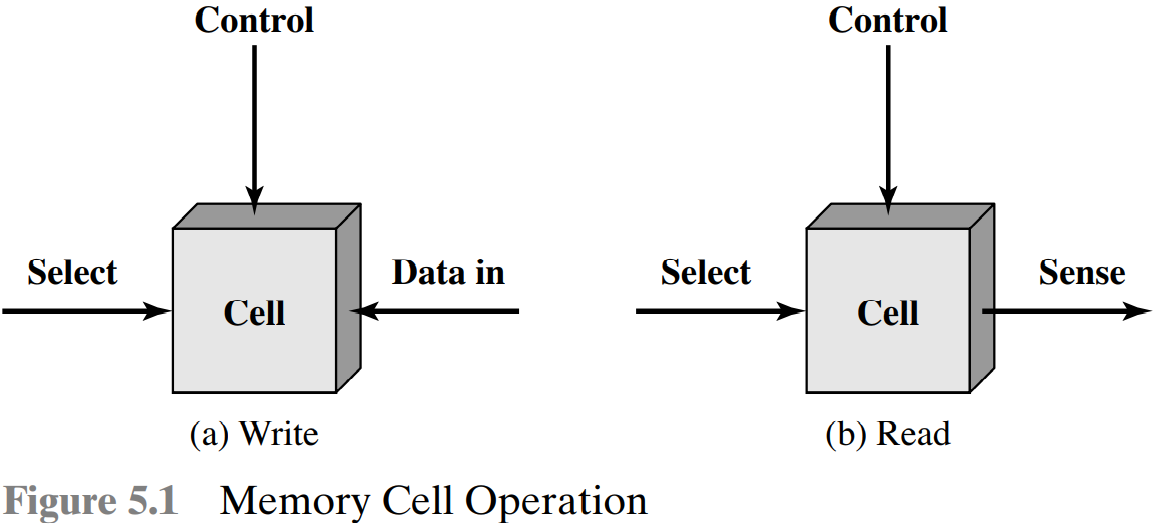 Control
Select
Cell
Data in
(a) Write
Control
Select
Cell
Sense
(b) Read
Figure 5.1 Memory Cell Operation